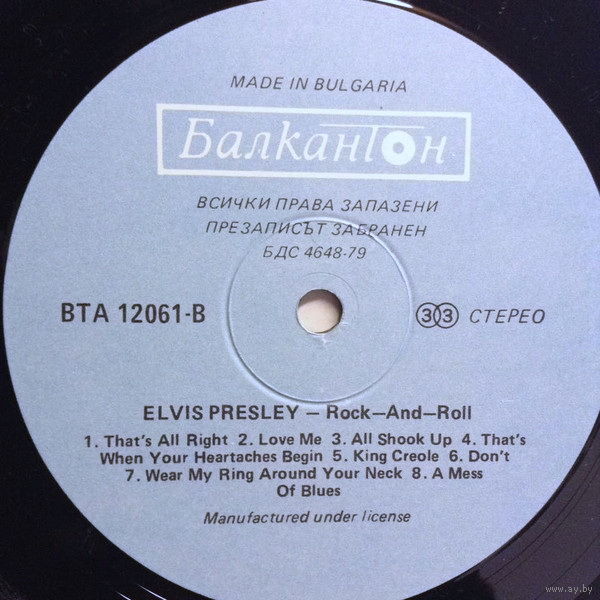 MADE IN BULGARIA
Балкантон
ВСИЧКИ ПРАВА ЗАПАЗЕНИ
ПРЕЗАПИСЪТ ЗАБРАНЕН
БДС 4648-79
ВТА 12061-В
33 СТЕРЕО
ELVIS PRESLEY – Rock–And–Roll
1. That's All Right 2. Love Me 3. All Shook Up 4. That's
When Your Heartaches Begin 5. King Creole 6. Don't
7. Wear My Ring Around Your Neck 8. A Mess
Of Blues
Manufactured under license
www.ay.by